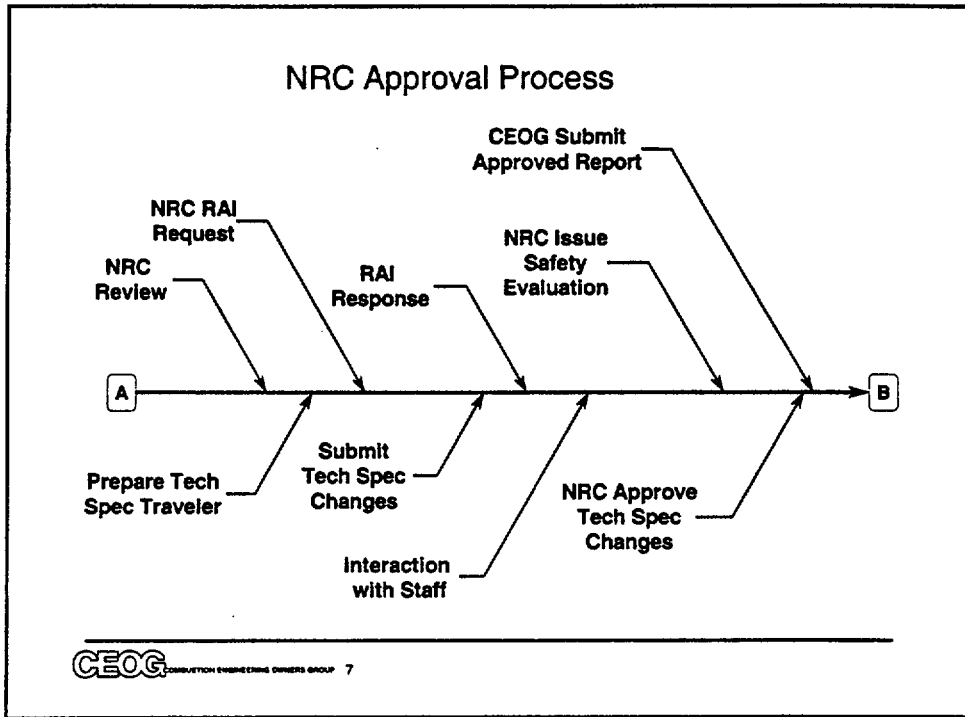 NRC Approval Process
CEOG Submit
Approved Report
NRC RAI
Request
NRC Issue
Safety
Evaluation
NRC
Review
RAI
Response
A
B
Prepare Tech
Spec Traveler
Submit
Tech Spec
Changes
NRC Approve
Tech Spec
Changes
Interaction
with Staff
CEOG COMBUSTION ENGINEERING OWNERS GROUP 7